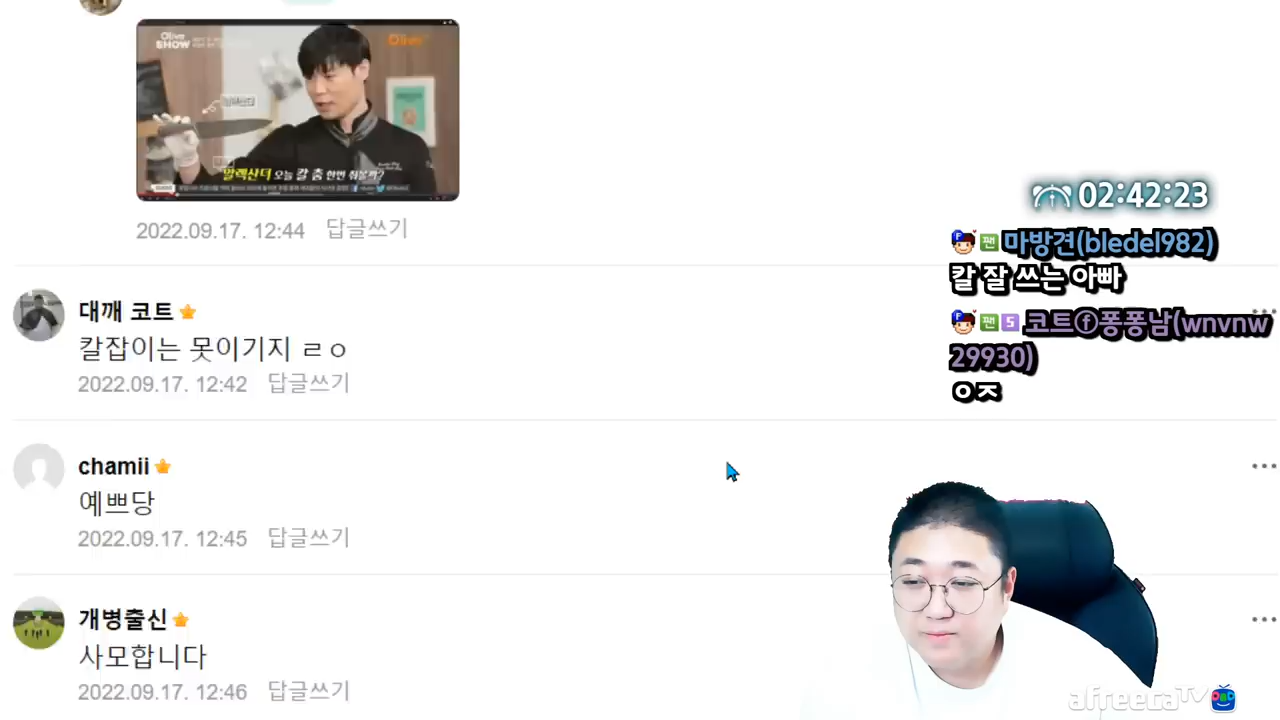 Olive
SHOW
Olive
알렉산더 오늘 칼 춤 한번 춰볼까?
2022.09.17. 12:44 답글쓰기
대깨 코트
칼잡이는 못이기지 ㄹㅇ
2022.09.17. 12:42 답글쓰기
chamii
예쁘당
2022.09.17. 12:45 답글쓰기
개병출신
사모합니다
2022.09.17. 12:46 답글쓰기
02:42:23
F 팬 마방견(bledel982)
칼 잘 쓰는 아빠
F 팬 S 코트ⓕ퐁퐁남(wnvnw
29930)
ㅇㅈ
afreecaTV